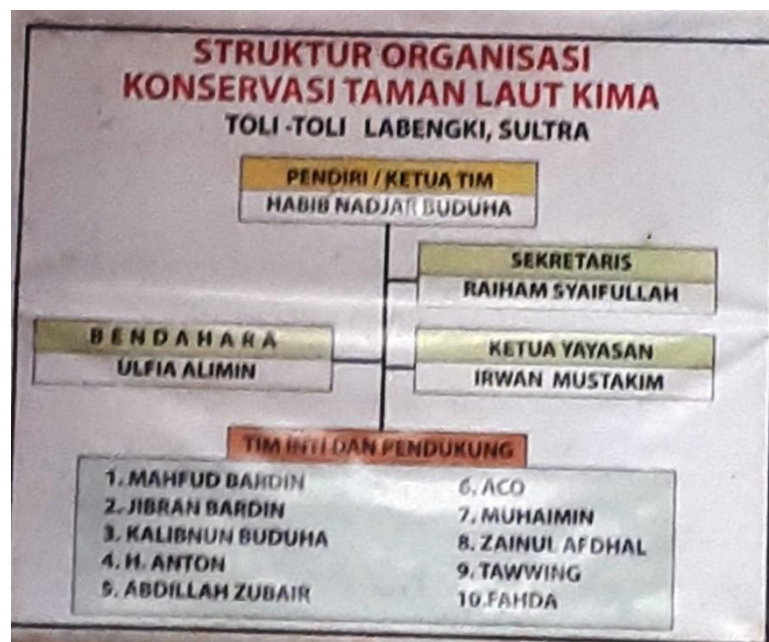 STRUKTUR ORGANISASI
KONSERVASI TAMAN LAUT KIMA
TOLI -TOLI LABENGKI, SULTRA
PENDIRI / KETUA TIM
HABIB NADJAR BUDUHA
SEKRETARIS
RAIHAM SYAIFULLAH
BENDAHARA
ULFIA ALIMIN
KETUA YAYASAN
IRWAN MUSTAKIM
TIM INTI DAN PENDUKUNG
1. MAHFUD BARDIN
2. JIBRAN BARDIN
3. KALIBNUN BUDUHA
4. H. ANTON
5. ABDILLAH ZUBAIR
6. ACO
7. MUHAIMIN
8. ZAINUL AFDHAL
9. TAWWING
10.FAHDA